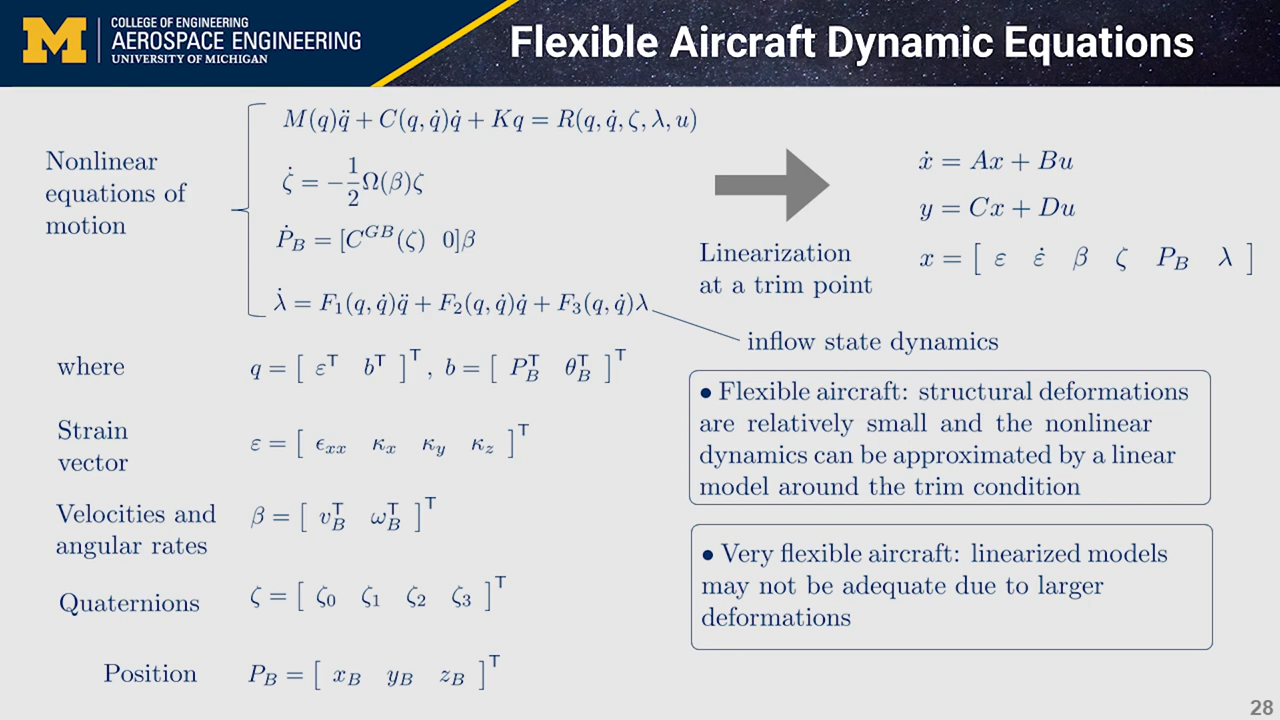 M
COLLEGE OF ENGINEERING
AEROSPACE ENGINEERING
UNIVERSITY OF MICHIGAN
Flexible Aircraft Dynamic Equations
Nonlinear
equations of
motion
M(q)q̈ + C(q, q̇)q̇ + Kq = R(q, q̇, ζ, λ, u)
ζ̇ = −1/2 Ω(β)ζ
Ṗ_B = [C^{GB}(ζ) 0]β
λ̇ = F₁(q, q̇)q̈ + F₂(q, q̇)q̇ + F₃(q, q̇)λ
Linearization
at a trim point
ẋ = Ax + Bu
y = Cx + Du
x = [ ε ε̇ β ζ P_B λ ]
inflow state dynamics
where
q = [ ε^T b^T ]^T, b = [ P_B^T θ_B^T ]^T
Strain
vector
ε = [ ϵ_{xx} κ_x κ_y κ_z ]^T
Velocities and
angular rates
β = [ v_B^T ω_B^T ]^T
Quaternions
ζ = [ ζ₀ ζ₁ ζ₂ ζ₃ ]^T
Position
P_B = [ x_B y_B z_B ]^T
• Flexible aircraft: structural deformations
are relatively small and the nonlinear
dynamics can be approximated by a linear
model around the trim condition
• Very flexible aircraft: linearized models
may not be adequate due to larger
deformations
28